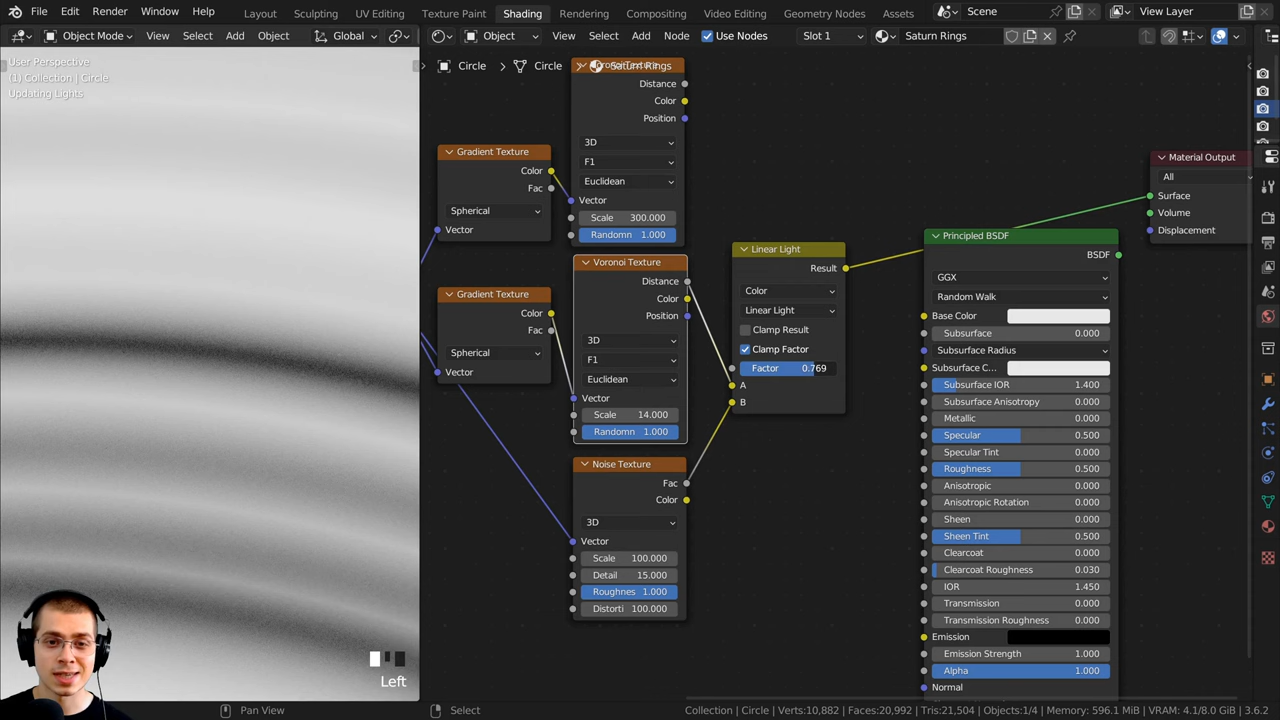 File Edit Render Window Help Layout Sculpting UV Editing Texture Paint Shading Rendering Compositing Video Editing Geometry Nodes Assets Scene View Layer
Object Mode View Select Add Object Global Object View Select Add Node Use Nodes Slot 1 Saturn Rings
User Perspective
(1) Collection | Circle
Updating Lights
Circle > Circle > Saturn Rings
Distance
Color
Position
3D
F1
Euclidean
Vector
Scale 300.000
Randomn 1.000
Gradient Texture
Color
Fac
Spherical
Vector
Gradient Texture
Color
Fac
Spherical
Vector
Voronoi Texture
Distance
Color
Position
3D
F1
Euclidean
Vector
Scale 14.000
Randomn 1.000
Noise Texture
Fac
Color
3D
Vector
Scale 100.000
Detail 15.000
Roughnes 1.000
Distorti 100.000
Linear Light
Result
Color
Linear Light
Clamp Result
Clamp Factor
Factor 0.769
A
B
Principled BSDF
BSDF
GGX
Random Walk
Base Color
Subsurface 0.000
Subsurface Radius
Subsurface C...
Subsurface IOR 1.400
Subsurface Anisotropy 0.000
Metallic 0.000
Specular 0.500
Specular Tint 0.000
Roughness 0.500
Anisotropic 0.000
Anisotropic Rotation 0.000
Sheen 0.000
Sheen Tint 0.500
Clearcoat 0.000
Clearcoat Roughness 0.030
IOR 1.450
Transmission 0.000
Transmission Roughness 0.000
Emission
Emission Strength 1.000
Alpha 1.000
Normal
Material Output
All
Surface
Volume
Displacement
Left
Pan View Select Collection | Circle | Verts:10,882 | Faces:20,992 | Tris:21,504 | Objects:1/4 | Memory: 596.1 MiB | VRAM: 4.1/8.0 GiB | 3.6.2